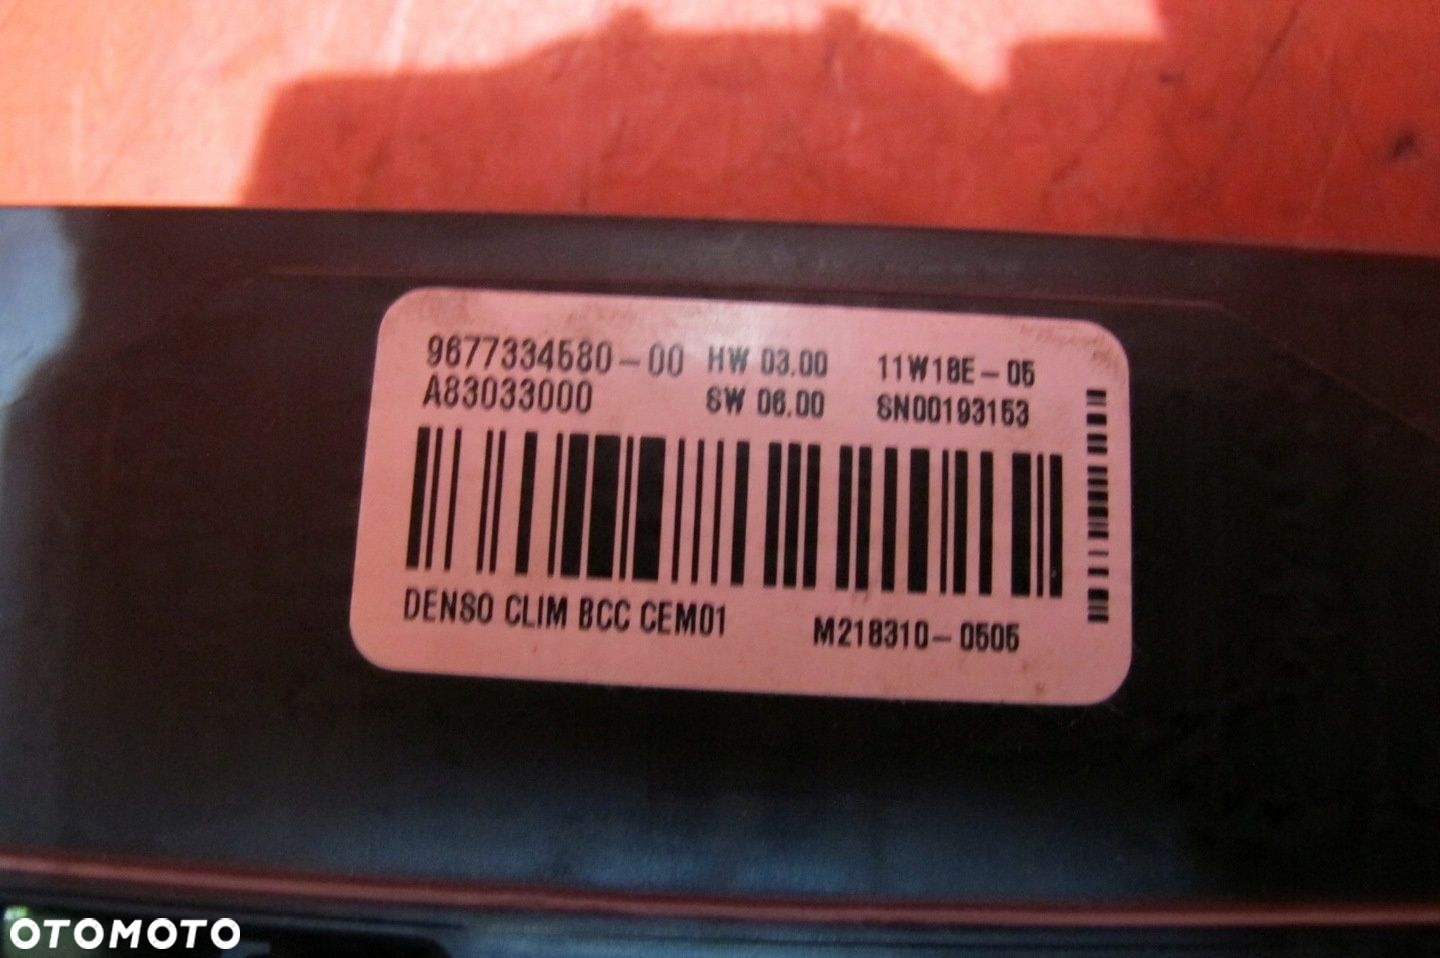 9677334580-00 HW 03.00 11W18E-05
A83033000 SW 06.00 SN00193153
DENSO CLIM BCC CEM01 M218310-0505
OTOMOTO